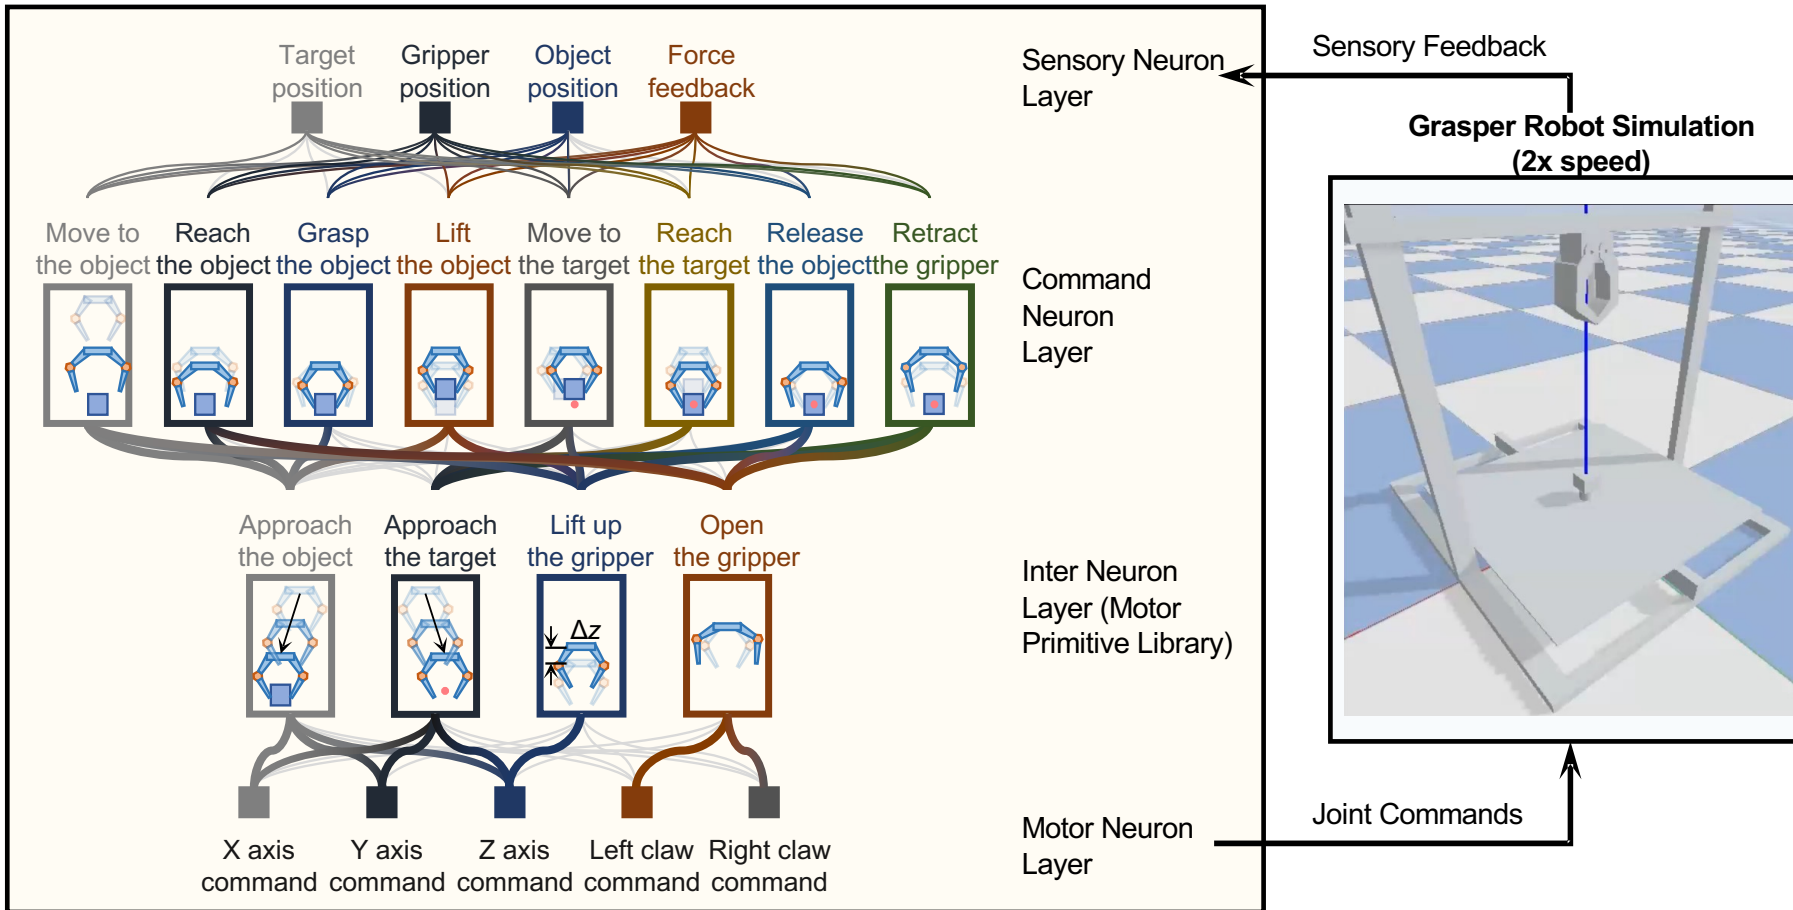 Target position
Gripper position
Object position
Force feedback
Sensory Neuron
Layer
Sensory Feedback
Grasper Robot Simulation
(2x speed)
Move to
the object
Reach
the object
Grasp
the object
Lift
the object
Move to
the target
Reach
the target
Release
the object
Retract
the gripper
Command
Neuron
Layer
Approach
the object
Approach
the target
Lift up
the gripper
Open
the gripper
Δz
Inter Neuron
Layer (Motor
Primitive Library)
X axis
command
Y axis
command
Z axis
command
Left claw
command
Right claw
command
Motor Neuron
Layer
Joint Commands